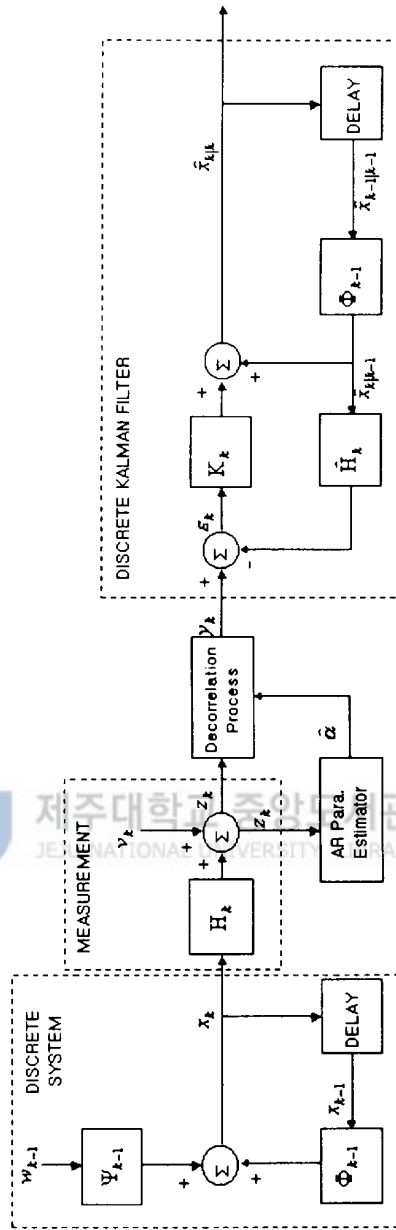 DISCRETE
SYSTEM
w_{k-1}
Ψ_{k-1}
+
Σ
+
Φ_{k-1}
x_{k-1}
DELAY
x_k
MEASUREMENT
H_k
ν_k
+
+
Σ
z_k
z_k
AR Para.
Estimator
α̂
Decorrelation
Process
y_k
DISCRETE KALMAN FILTER
+
-
Σ
ε_k
K_k
+
+
Σ
x̂_{k|k}
DELAY
x̂_{k-1|k-1}
Φ_{k-1}
x̂_{k|k-1}
Ĥ_k
제주대학교 중앙도서관
JEJU NATIONAL UNIVERSITY